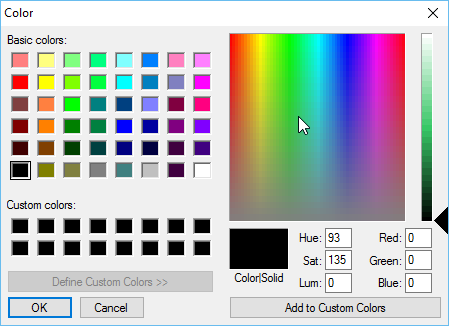 Color
Basic colors:
Custom colors:
Define Custom Colors >>
OK
Cancel
Color|Solid
Hue: 93
Sat: 135
Lum: 0
Red: 0
Green: 0
Blue: 0
Add to Custom Colors